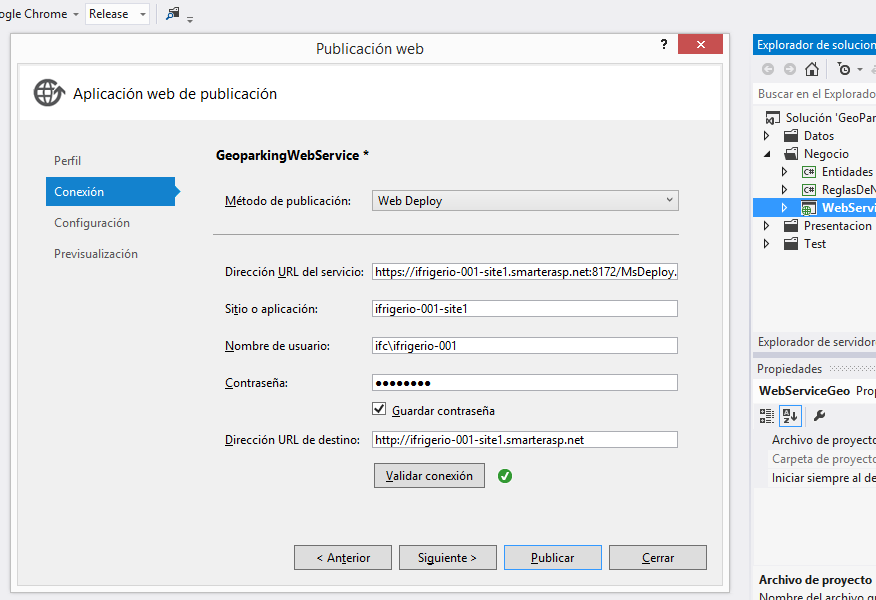 ogle Chrome
Release
Publicación web
?
Aplicación web de publicación
Perfil
Conexión
Configuración
Previsualización
GeoparkingWebService *
Método de publicación:
Web Deploy
Dirección URL del servicio:
https://ifrigerio-001-site1.smarterasp.net:8172/MsDeploy.
Sitio o aplicación:
ifrigerio-001-site1
Nombre de usuario:
ifc\ifrigerio-001
Contraseña:
●●●●●●●●
Guardar contraseña
Dirección URL de destino:
http://ifrigerio-001-site1.smarterasp.net
Validar conexión
< Anterior
Siguiente >
Publicar
Cerrar
Explorador de solucion
Buscar en el Explorado
Solución 'GeoPar
Datos
Negocio
C# Entidades
C# ReglasDeN
WebServi
Presentacion
Test
Explorador de servidor
Propiedades
WebServiceGeo Prop
Archivo de proyecto
Carpeta de proyecto
Iniciar siempre al de
Archivo de proyecto
Nombre del archivo qu